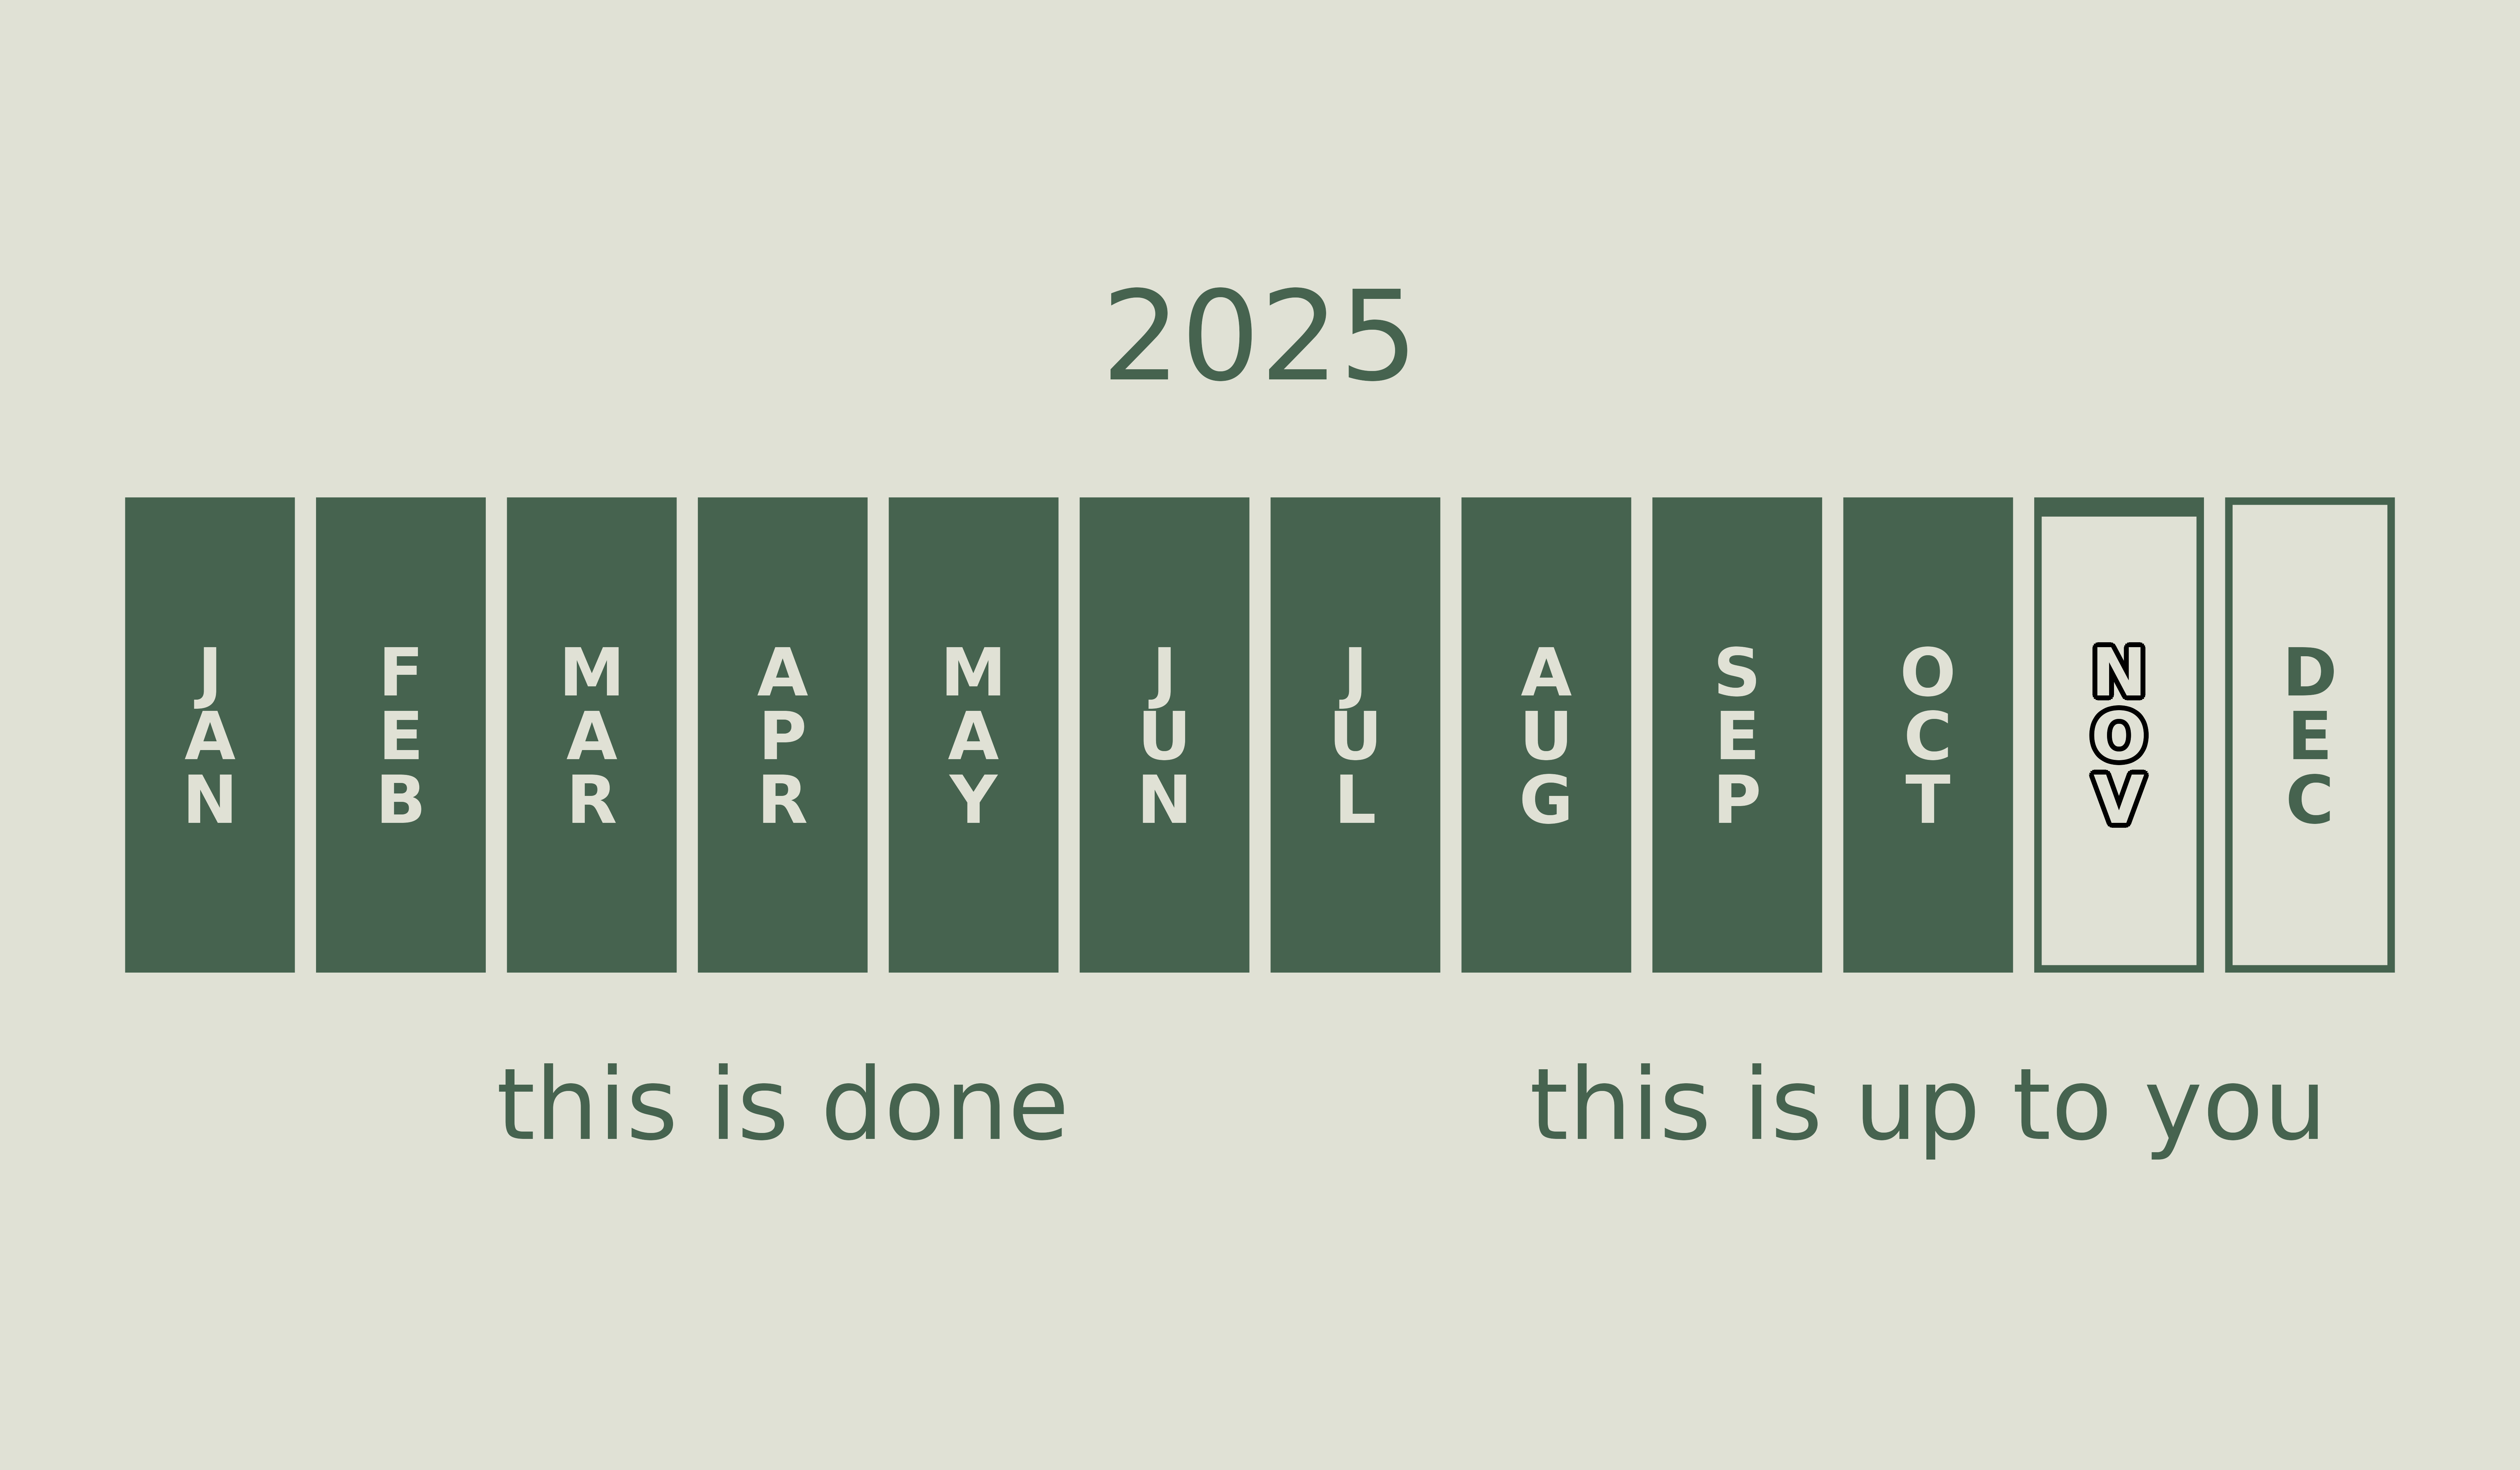 2025
JAN
FEB
MAR
APR
MAY
JUN
JUL
AUG
SEP
OCT
NOV
DEC
this is done
this is up to you